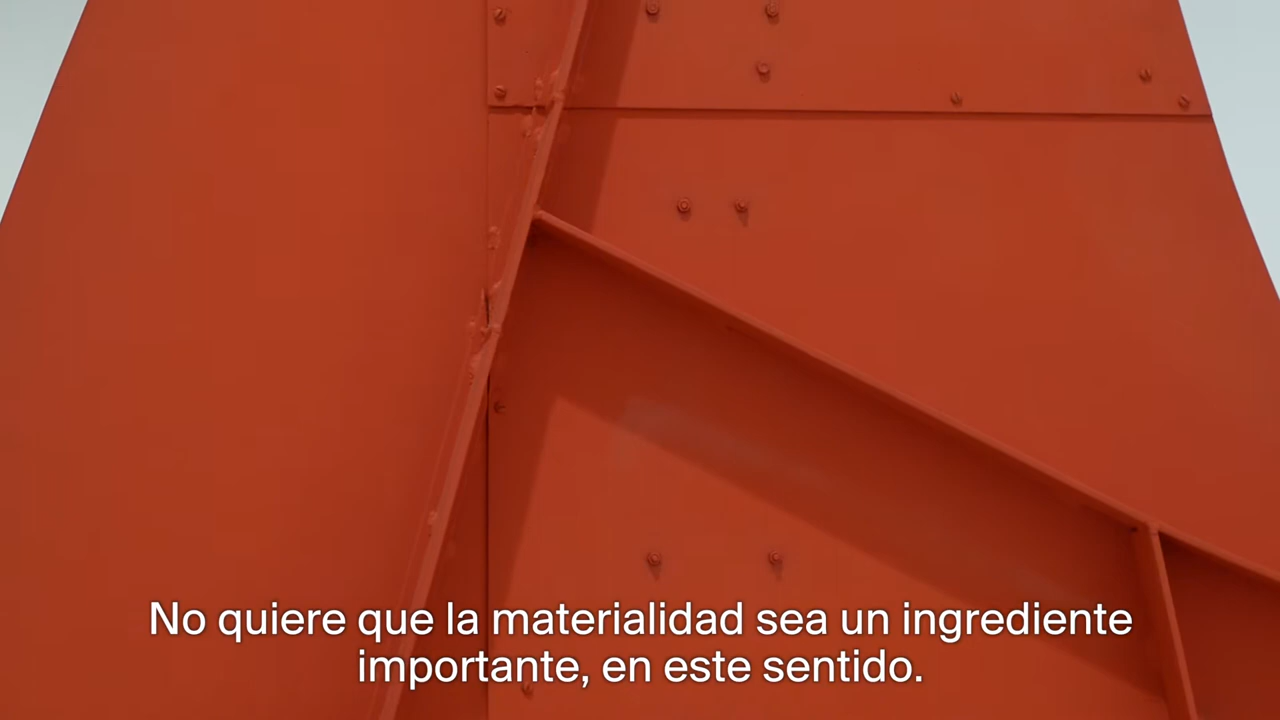 No quiere que la materialidad sea un ingrediente
importante, en este sentido.